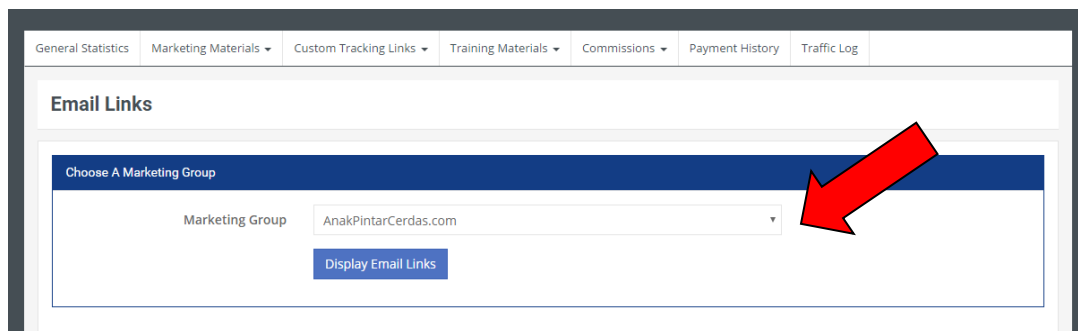 General Statistics Marketing Materials Custom Tracking Links Training Materials Commissions Payment History Traffic Log
Email Links
Choose A Marketing Group
Marketing Group AnakPintarCerdas.com
Display Email Links